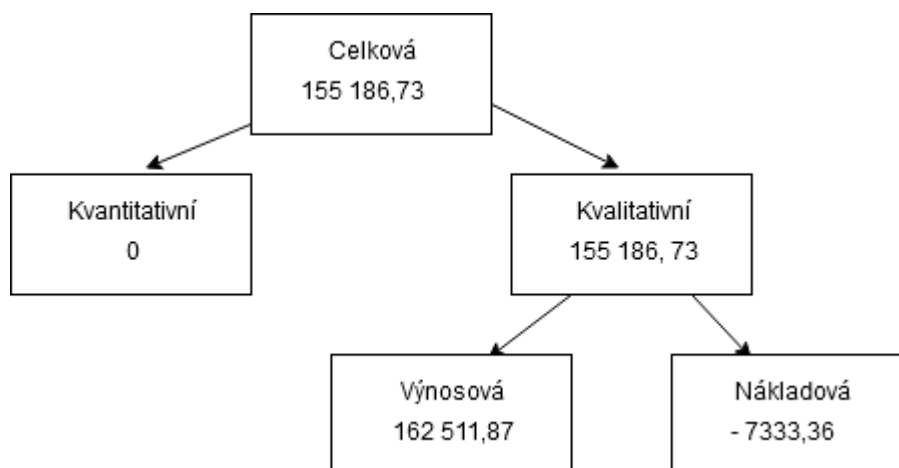 Celková
155 186,73
Kvantitativní
0
Kvalitativní
155 186, 73
Výnosová
162 511,87
Nákladová
- 7333,36